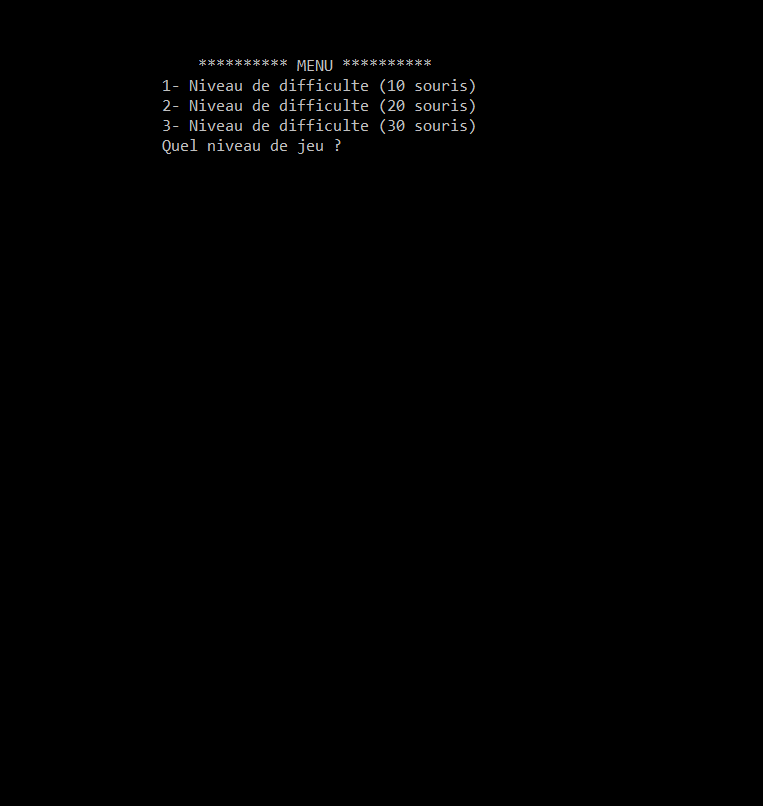 ********** MENU **********
1- Niveau de difficulte (10 souris)
2- Niveau de difficulte (20 souris)
3- Niveau de difficulte (30 souris)
Quel niveau de jeu ?